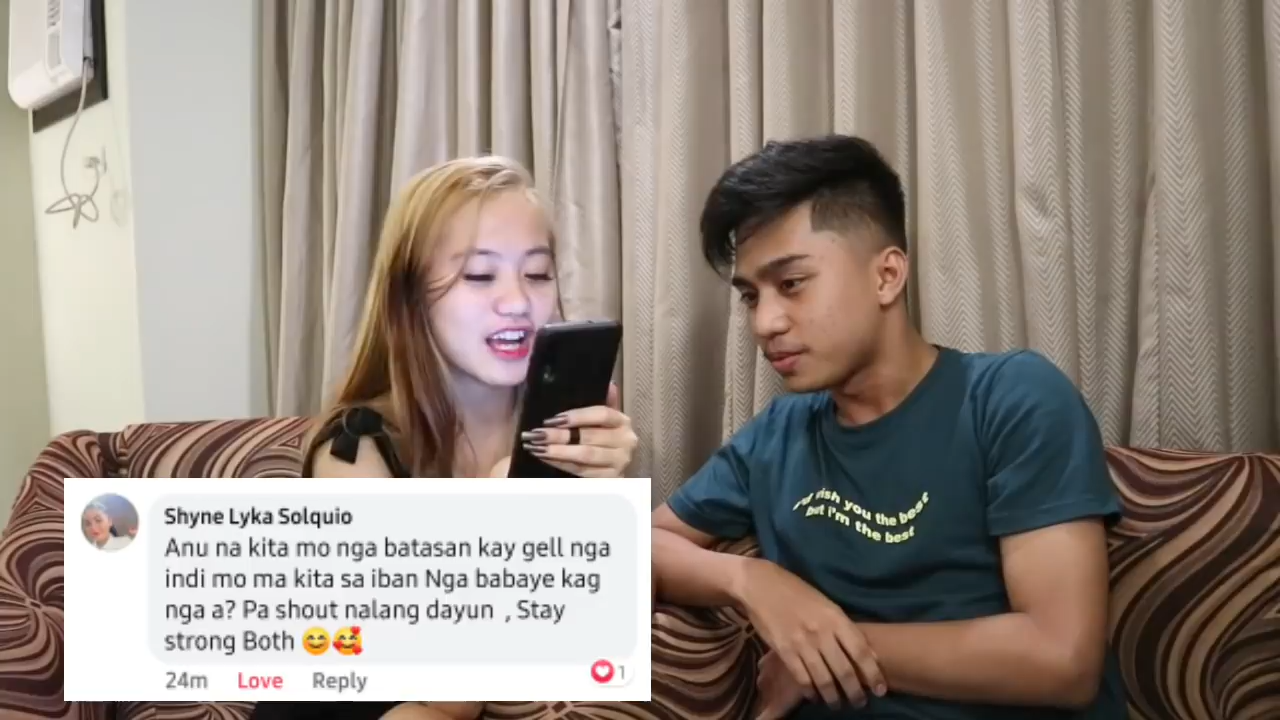 I'd wish you the best
but i'm the best
Shyne Lyka Solquio
Anu na kita mo nga batasan kay gell nga
indi mo ma kita sa iban Nga babaye kag
nga a? Pa shout nalang dayun , Stay
strong Both 😊🥰
24m Love Reply
1